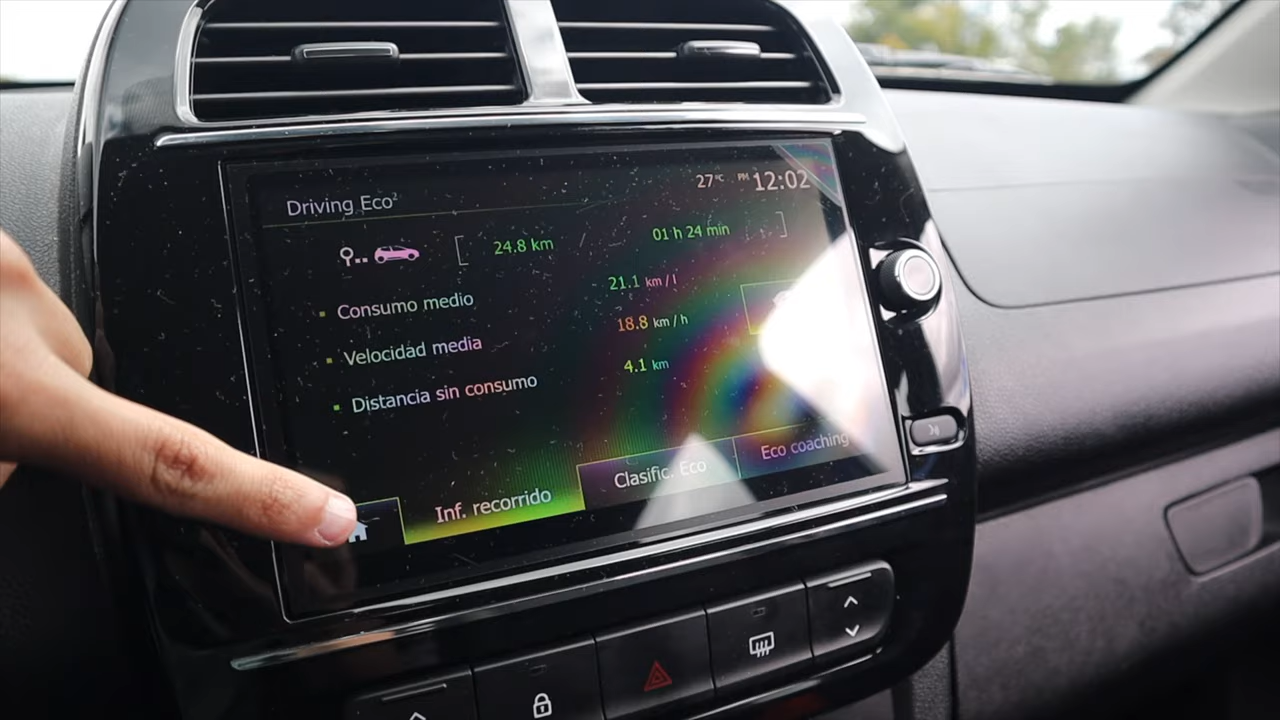 27°C PM 12:02
Driving Eco²
24.8 km 01 h 24 min
Consumo medio 21.1 km / l
Velocidad media 18.8 km / h
Distancia sin consumo 4.1 km
Inf. recorrido Clasific. Eco Eco coaching